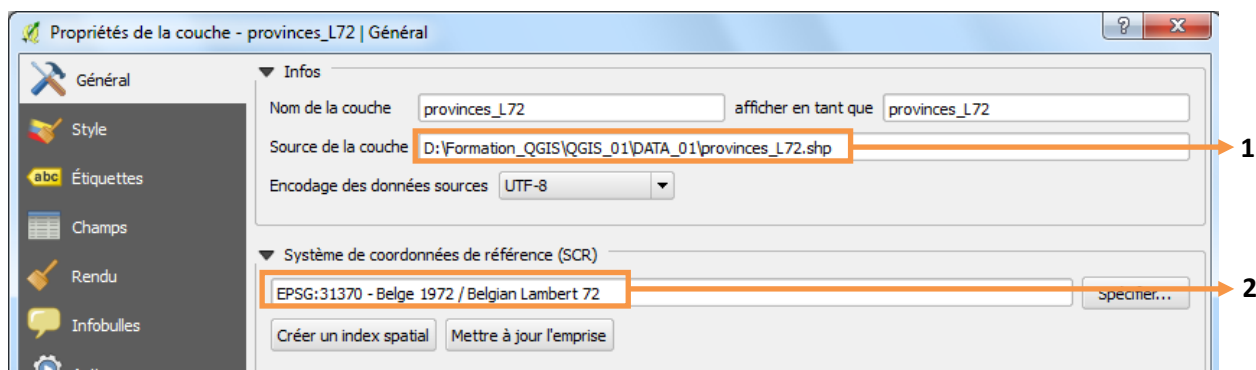 Propriétés de la couche - provinces_L72 | Général
Général
Style
abc Étiquettes
Champs
Rendu
Infobulles
Infos
Nom de la couche provinces_L72 afficher en tant que provinces_L72
Source de la couche D:\Formation_QGIS\QGIS_01\DATA_01\provinces_L72.shp
1
Encodage des données sources UTF-8
Système de coordonnées de référence (SCR)
EPSG:31370 - Belge 1972 / Belgian Lambert 72 Spécifier...
2
Créer un index spatial Mettre à jour l'emprise